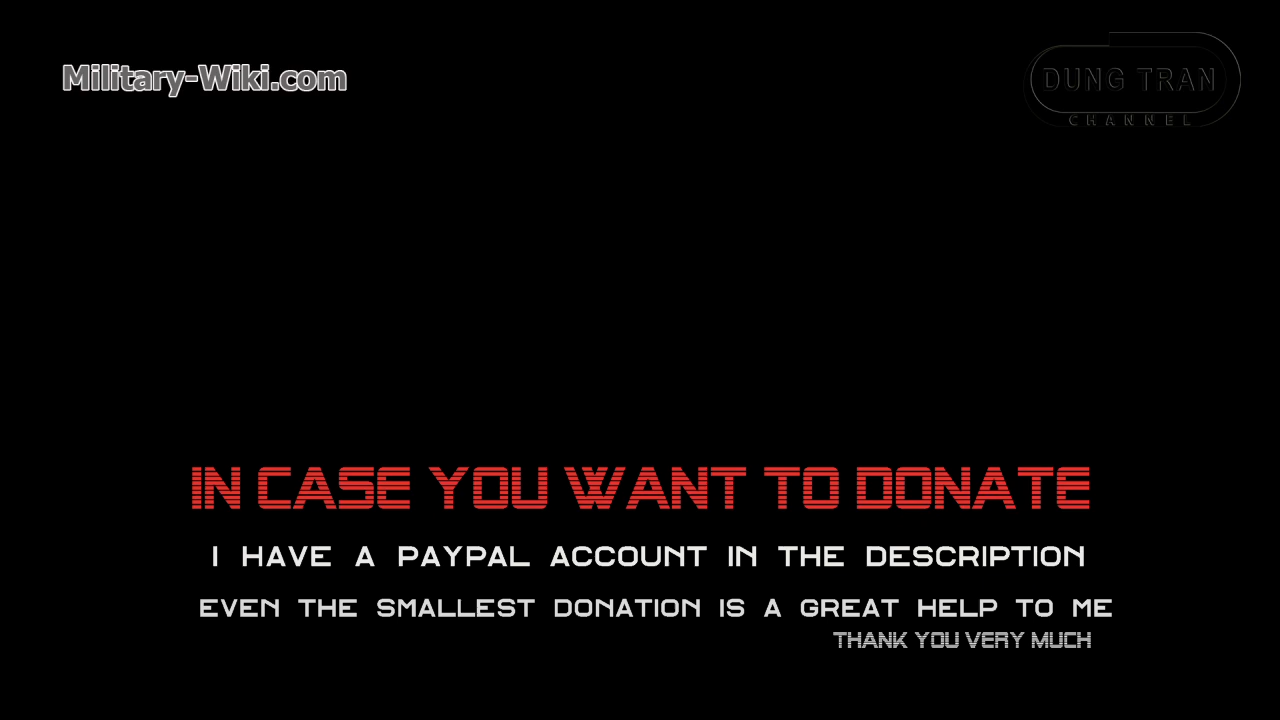 Military-Wiki.com
DUNG TRAN
CHANNEL
IN CASE YOU WANT TO DONATE
I HAVE A PAYPAL ACCOUNT IN THE DESCRIPTION
EVEN THE SMALLEST DONATION IS A GREAT HELP TO ME
THANK YOU VERY MUCH